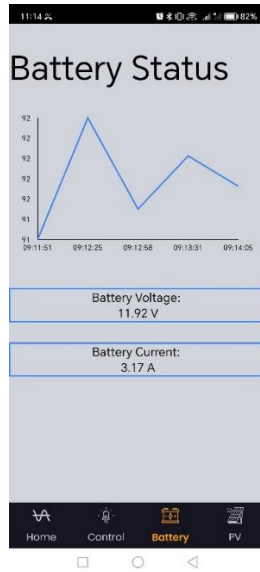 11:14
82%
Battery Status
92
92
92
92
92
91
91
09:11:51 09:12:25 09:12:58 09:13:31 09:14:05
Battery Voltage:
11.92 V
Battery Current:
3.17 A
Home Control Battery PV